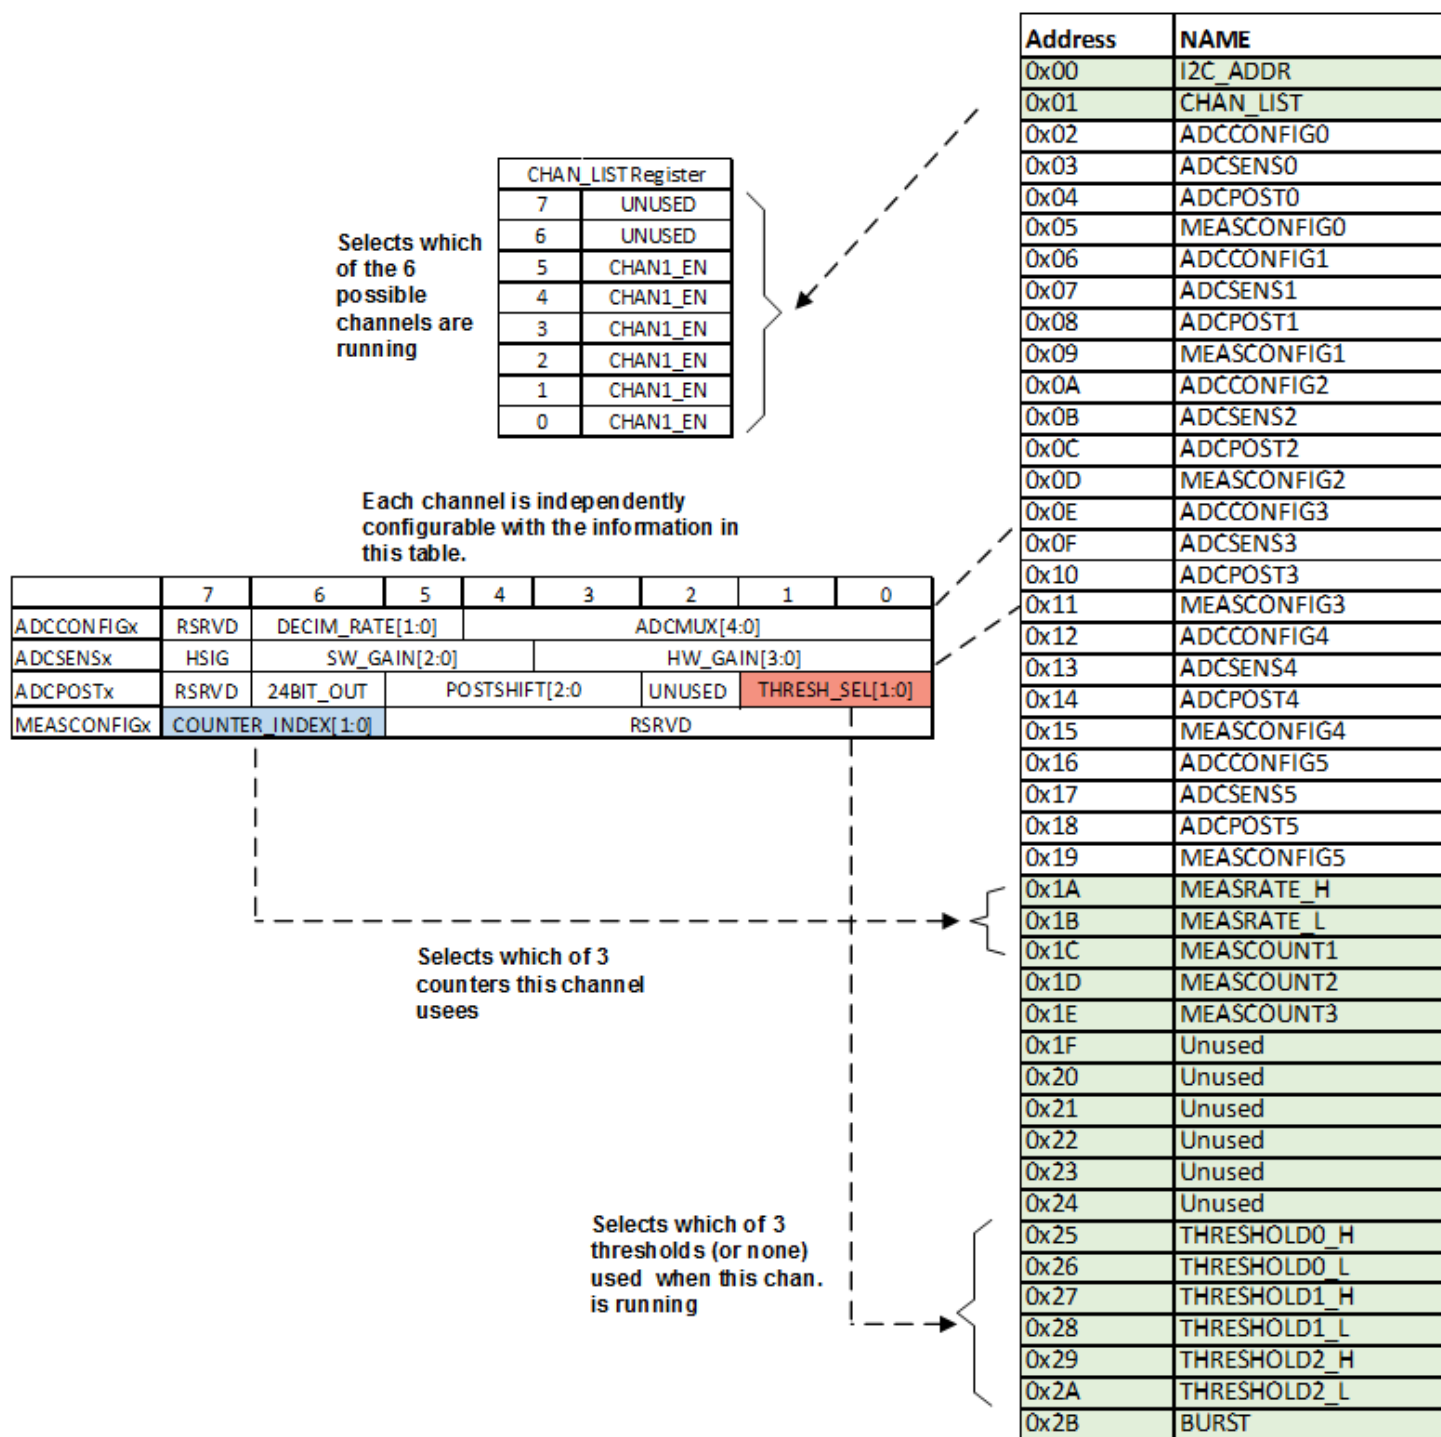 Address NAME
0x00 I2C_ADDR
0x01 CHAN_LIST
0x02 ADCCONFIG0
0x03 ADCSENS0
0x04 ADCPOST0
0x05 MEASCONFIG0
0x06 ADCCONFIG1
0x07 ADCSENS1
0x08 ADCPOST1
0x09 MEASCONFIG1
0x0A ADCCONFIG2
0x0B ADCSENS2
0x0C ADCPOST2
0x0D MEASCONFIG2
0x0E ADCCONFIG3
0x0F ADCSENS3
0x10 ADCPOST3
0x11 MEASCONFIG3
0x12 ADCCONFIG4
0x13 ADCSENS4
0x14 ADCPOST4
0x15 MEASCONFIG4
0x16 ADCCONFIG5
0x17 ADCSENS5
0x18 ADCPOST5
0x19 MEASCONFIG5
0x1A MEASRATE_H
0x1B MEASRATE_L
0x1C MEASCOUNT1
0x1D MEASCOUNT2
0x1E MEASCOUNT3
0x1F Unused
0x20 Unused
0x21 Unused
0x22 Unused
0x23 Unused
0x24 Unused
0x25 THRESHOLD0_H
0x26 THRESHOLD0_L
0x27 THRESHOLD1_H
0x28 THRESHOLD1_L
0x29 THRESHOLD2_H
0x2A THRESHOLD2_L
0x2B BURST
CHAN_LIST Register
7 UNUSED
6 UNUSED
5 CHAN1_EN
4 CHAN1_EN
3 CHAN1_EN
2 CHAN1_EN
1 CHAN1_EN
0 CHAN1_EN
Selects which
of the 6
possible
channels are
running
Each channel is independently
configurable with the information in
this table.
7 6 5 4 3 2 1 0
ADCCONFIGx RSRVD DECIM_RATE[1:0] ADCMUX[4:0]
ADCSENSx HSIG SW_GAIN[2:0] HW_GAIN[3:0]
ADCPOSTx RSRVD 24BIT_OUT POSTSHIFT[2:0 UNUSED THRESH_SEL[1:0]
MEASCONFIGx COUNTER_INDEX[1:0] RSRVD
Selects which of 3
counters this channel
usees
Selects which of 3
thresholds (or none)
used when this chan.
is running